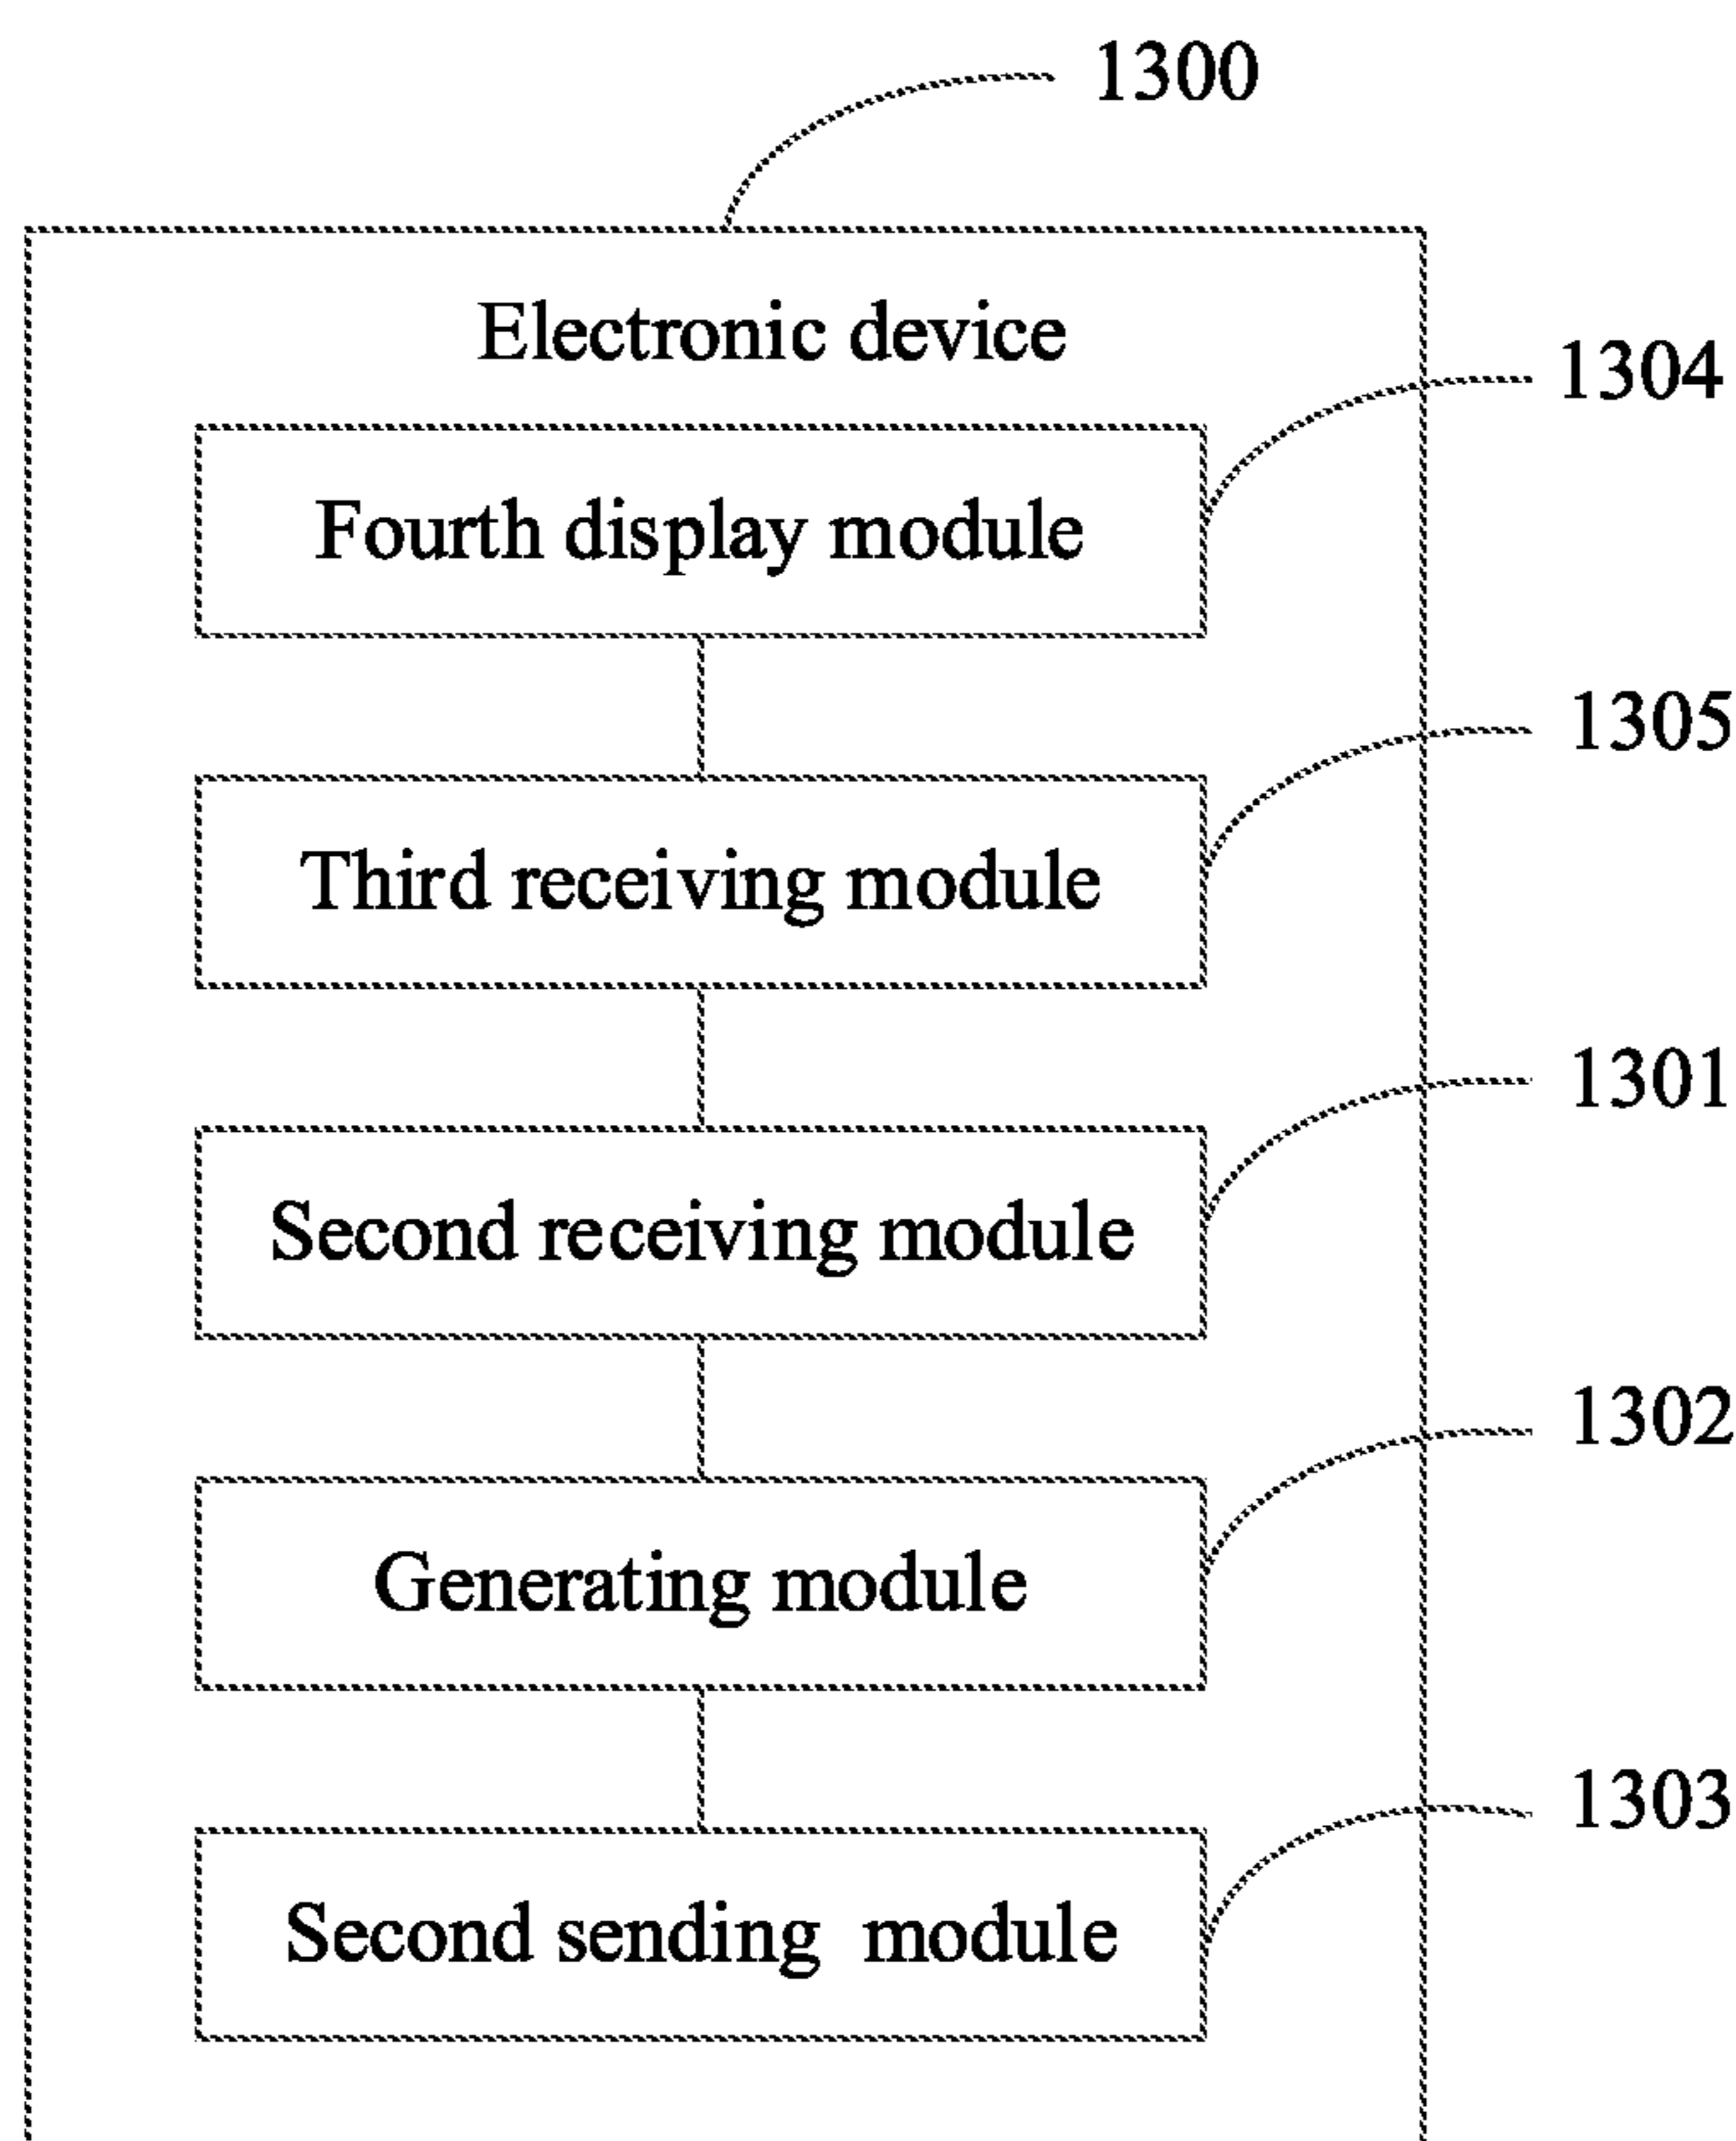 1300
Electronic device
1304
Fourth display module
1305
Third receiving module
1301
Second receiving module
1302
Generating module
1303
Second sending module